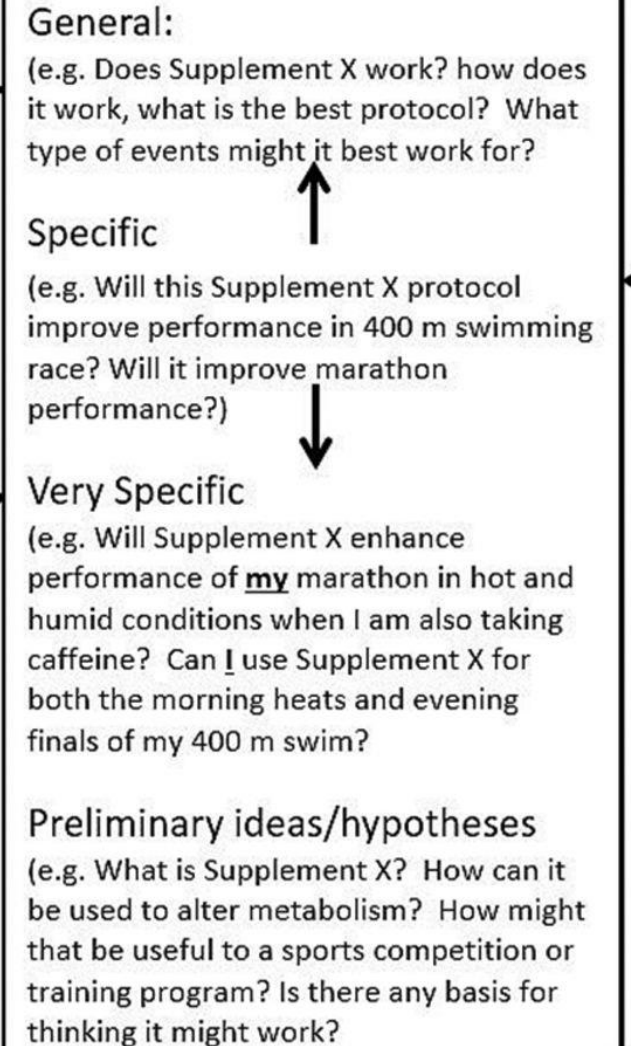 General:
(e.g. Does Supplement X work? how does
it work, what is the best protocol?  What
type of events might it best work for?
Specific
(e.g. Will this Supplement X protocol
improve performance in 400 m swimming
race? Will it improve marathon
performance?)
Very Specific
(e.g. Will Supplement X enhance
performance of my marathon in hot and
humid conditions when I am also taking
caffeine?  Can I use Supplement X for
both the morning heats and evening
finals of my 400 m swim?
Preliminary ideas/hypotheses
(e.g. What is Supplement X?  How can it
be used to alter metabolism?  How might
that be useful to a sports competition or
training program? Is there any basis for
thinking it might work?